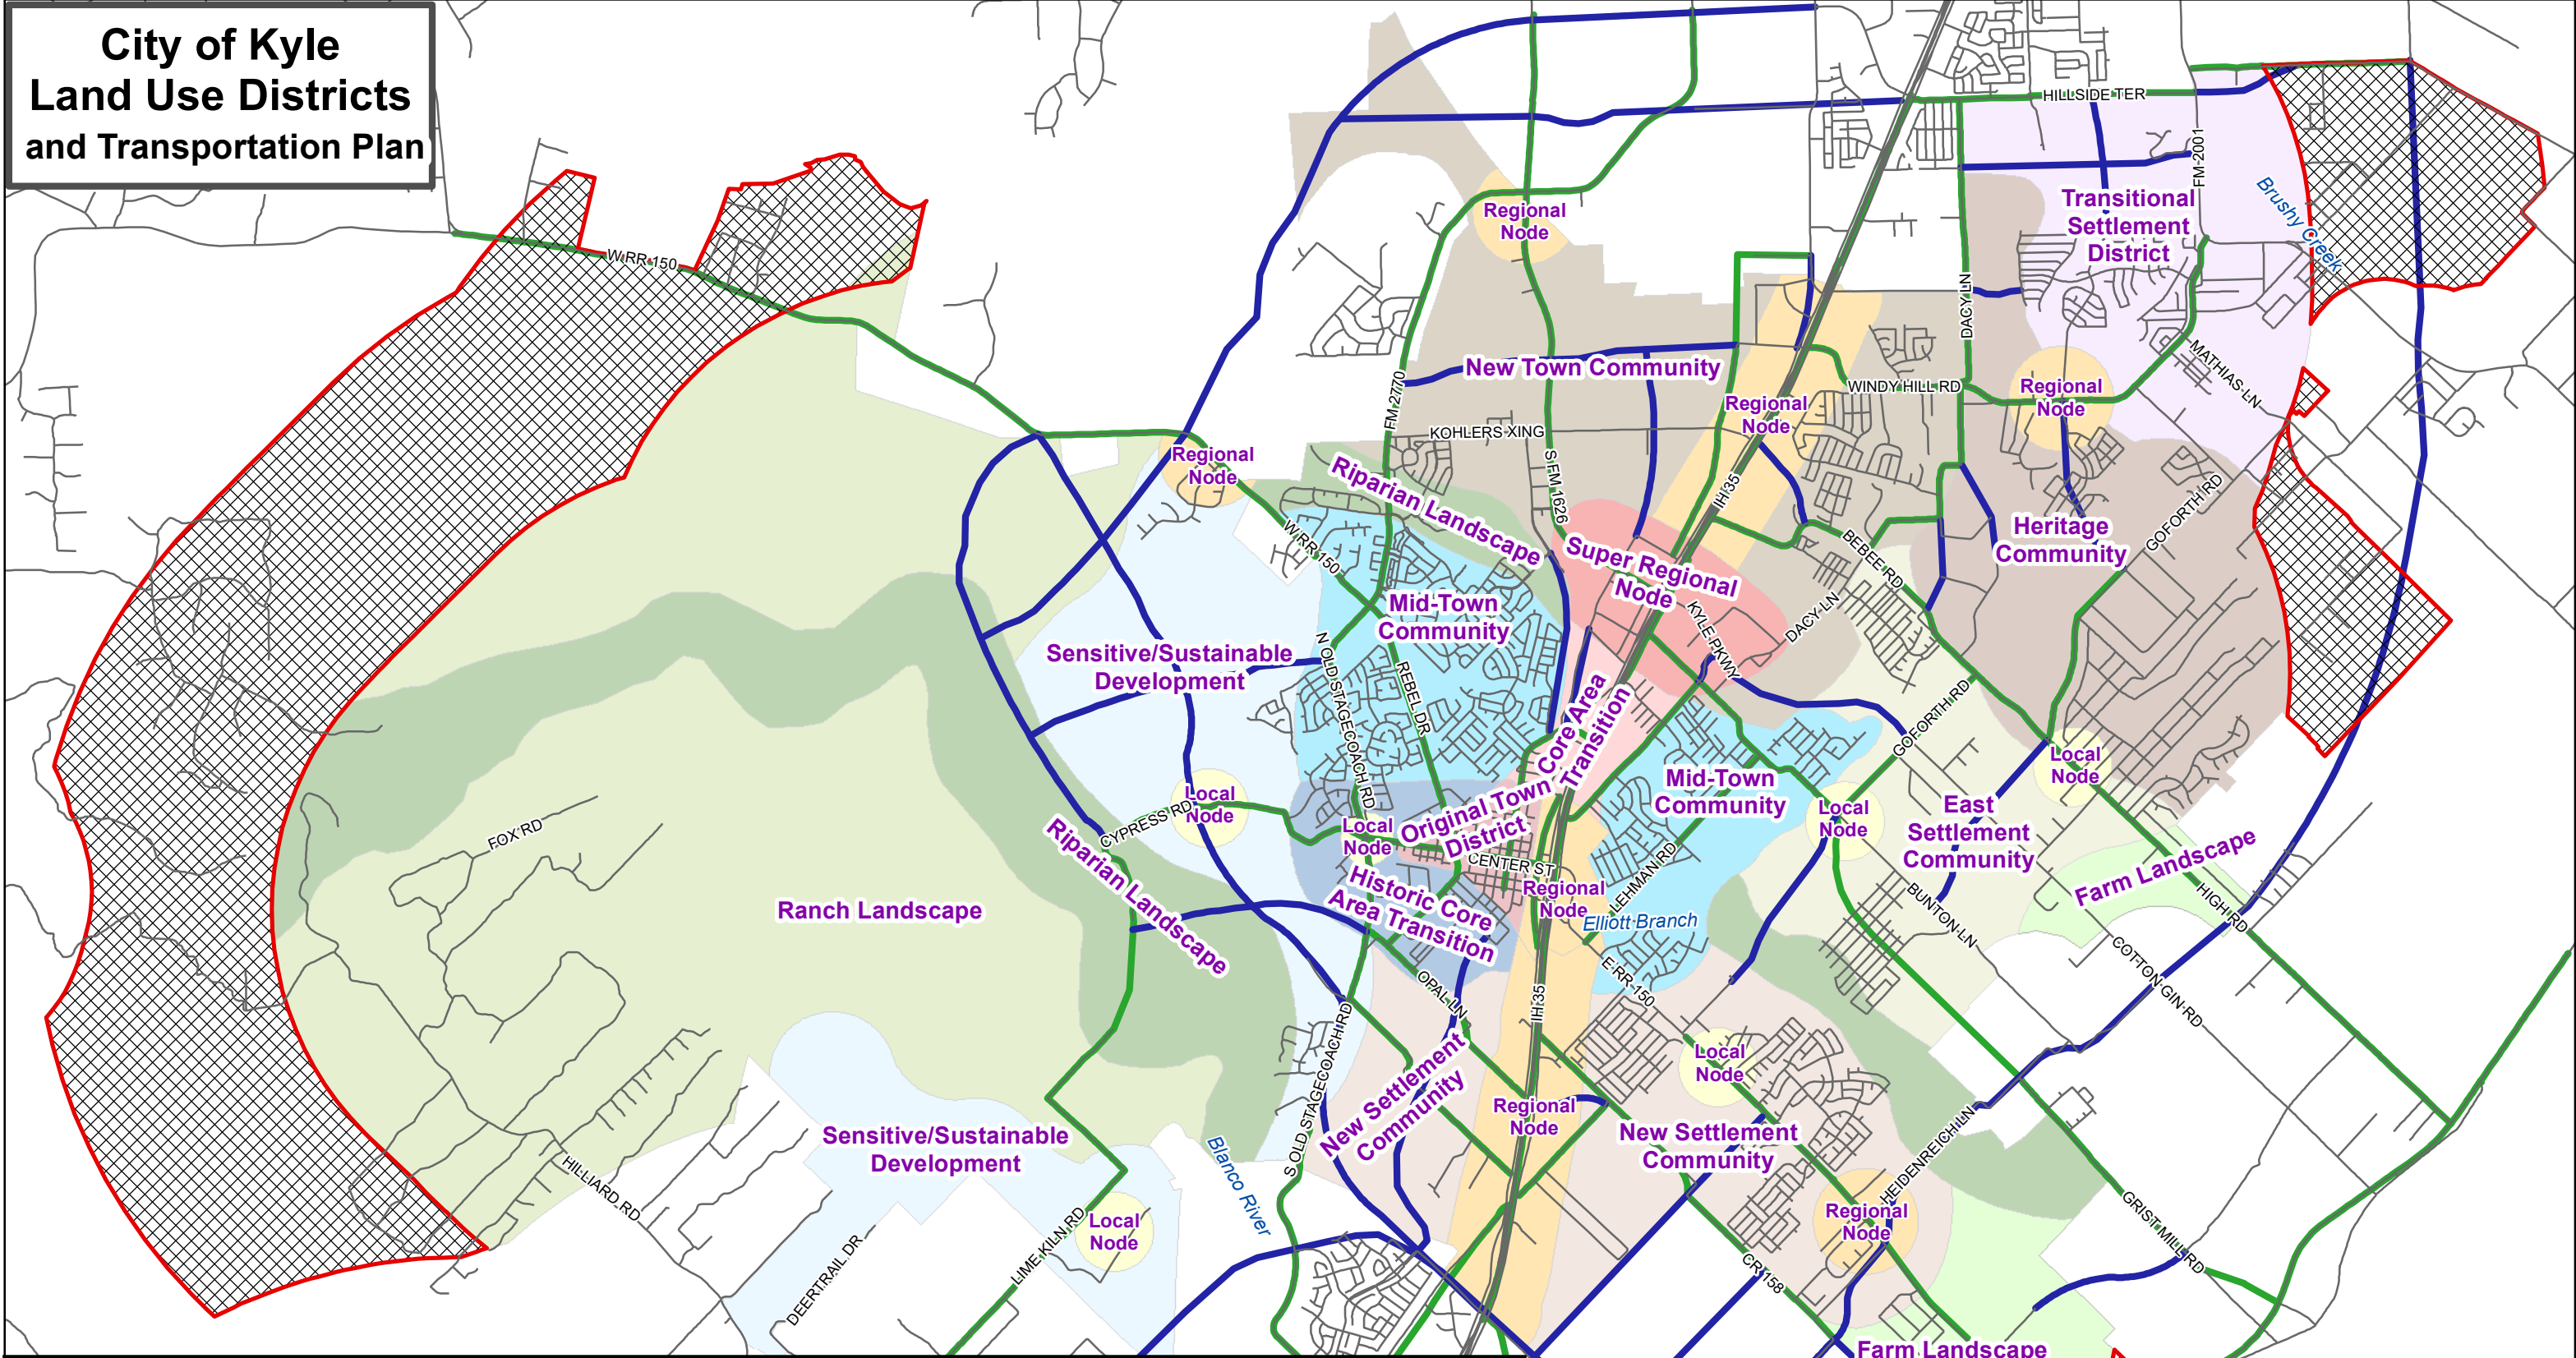 City of Kyle
Land Use Districts
and Transportation Plan
HILLSIDE TER
FM-2001
Brushy Creek
Transitional
Settlement
District
W RR 150
Regional
Node
DACY LN
MATHIAS LN
New Town Community
FM 2770
WINDY HILL RD
Regional
Node
Regional
Node
KOHLERS XING
S FM 1626
Regional
Node
Riparian Landscape
IH 35
GOFORTH RD
Heritage
Community
W RR 150
Super Regional
Node
BEBEE RD
Mid-Town
Community
KYLE PKWY
DACY LN
Sensitive/Sustainable
Development
N OLD STAGECOACH RD
REBEL DR
Core Area
Transition
GOFORTH RD
Local
Node
Mid-Town
Community
Local
Node
CYPRESS RD
Local
Node
Local
Node
Original Town
District
East
Settlement
Community
FOX RD
Riparian Landscape
CENTER ST
LEHMAN RD
Farm Landscape
Ranch Landscape
Historic Core
Area Transition
Regional
Node
Elliott Branch
BUNTON LN
HIGH RD
COTTON GIN RD
OPAL LN
E RR 150
IH 35
S OLD STAGECOACH RD
New Settlement
Community
Local
Node
Regional
Node
New Settlement
Community
HEIDENREICH LN
Sensitive/Sustainable
Development
HILLIARD RD
Blanco River
Local
Node
LIME KILN RD
DEERTRAIL DR
Regional
Node
GRIST MILL RD
CR 158
Farm Landscape